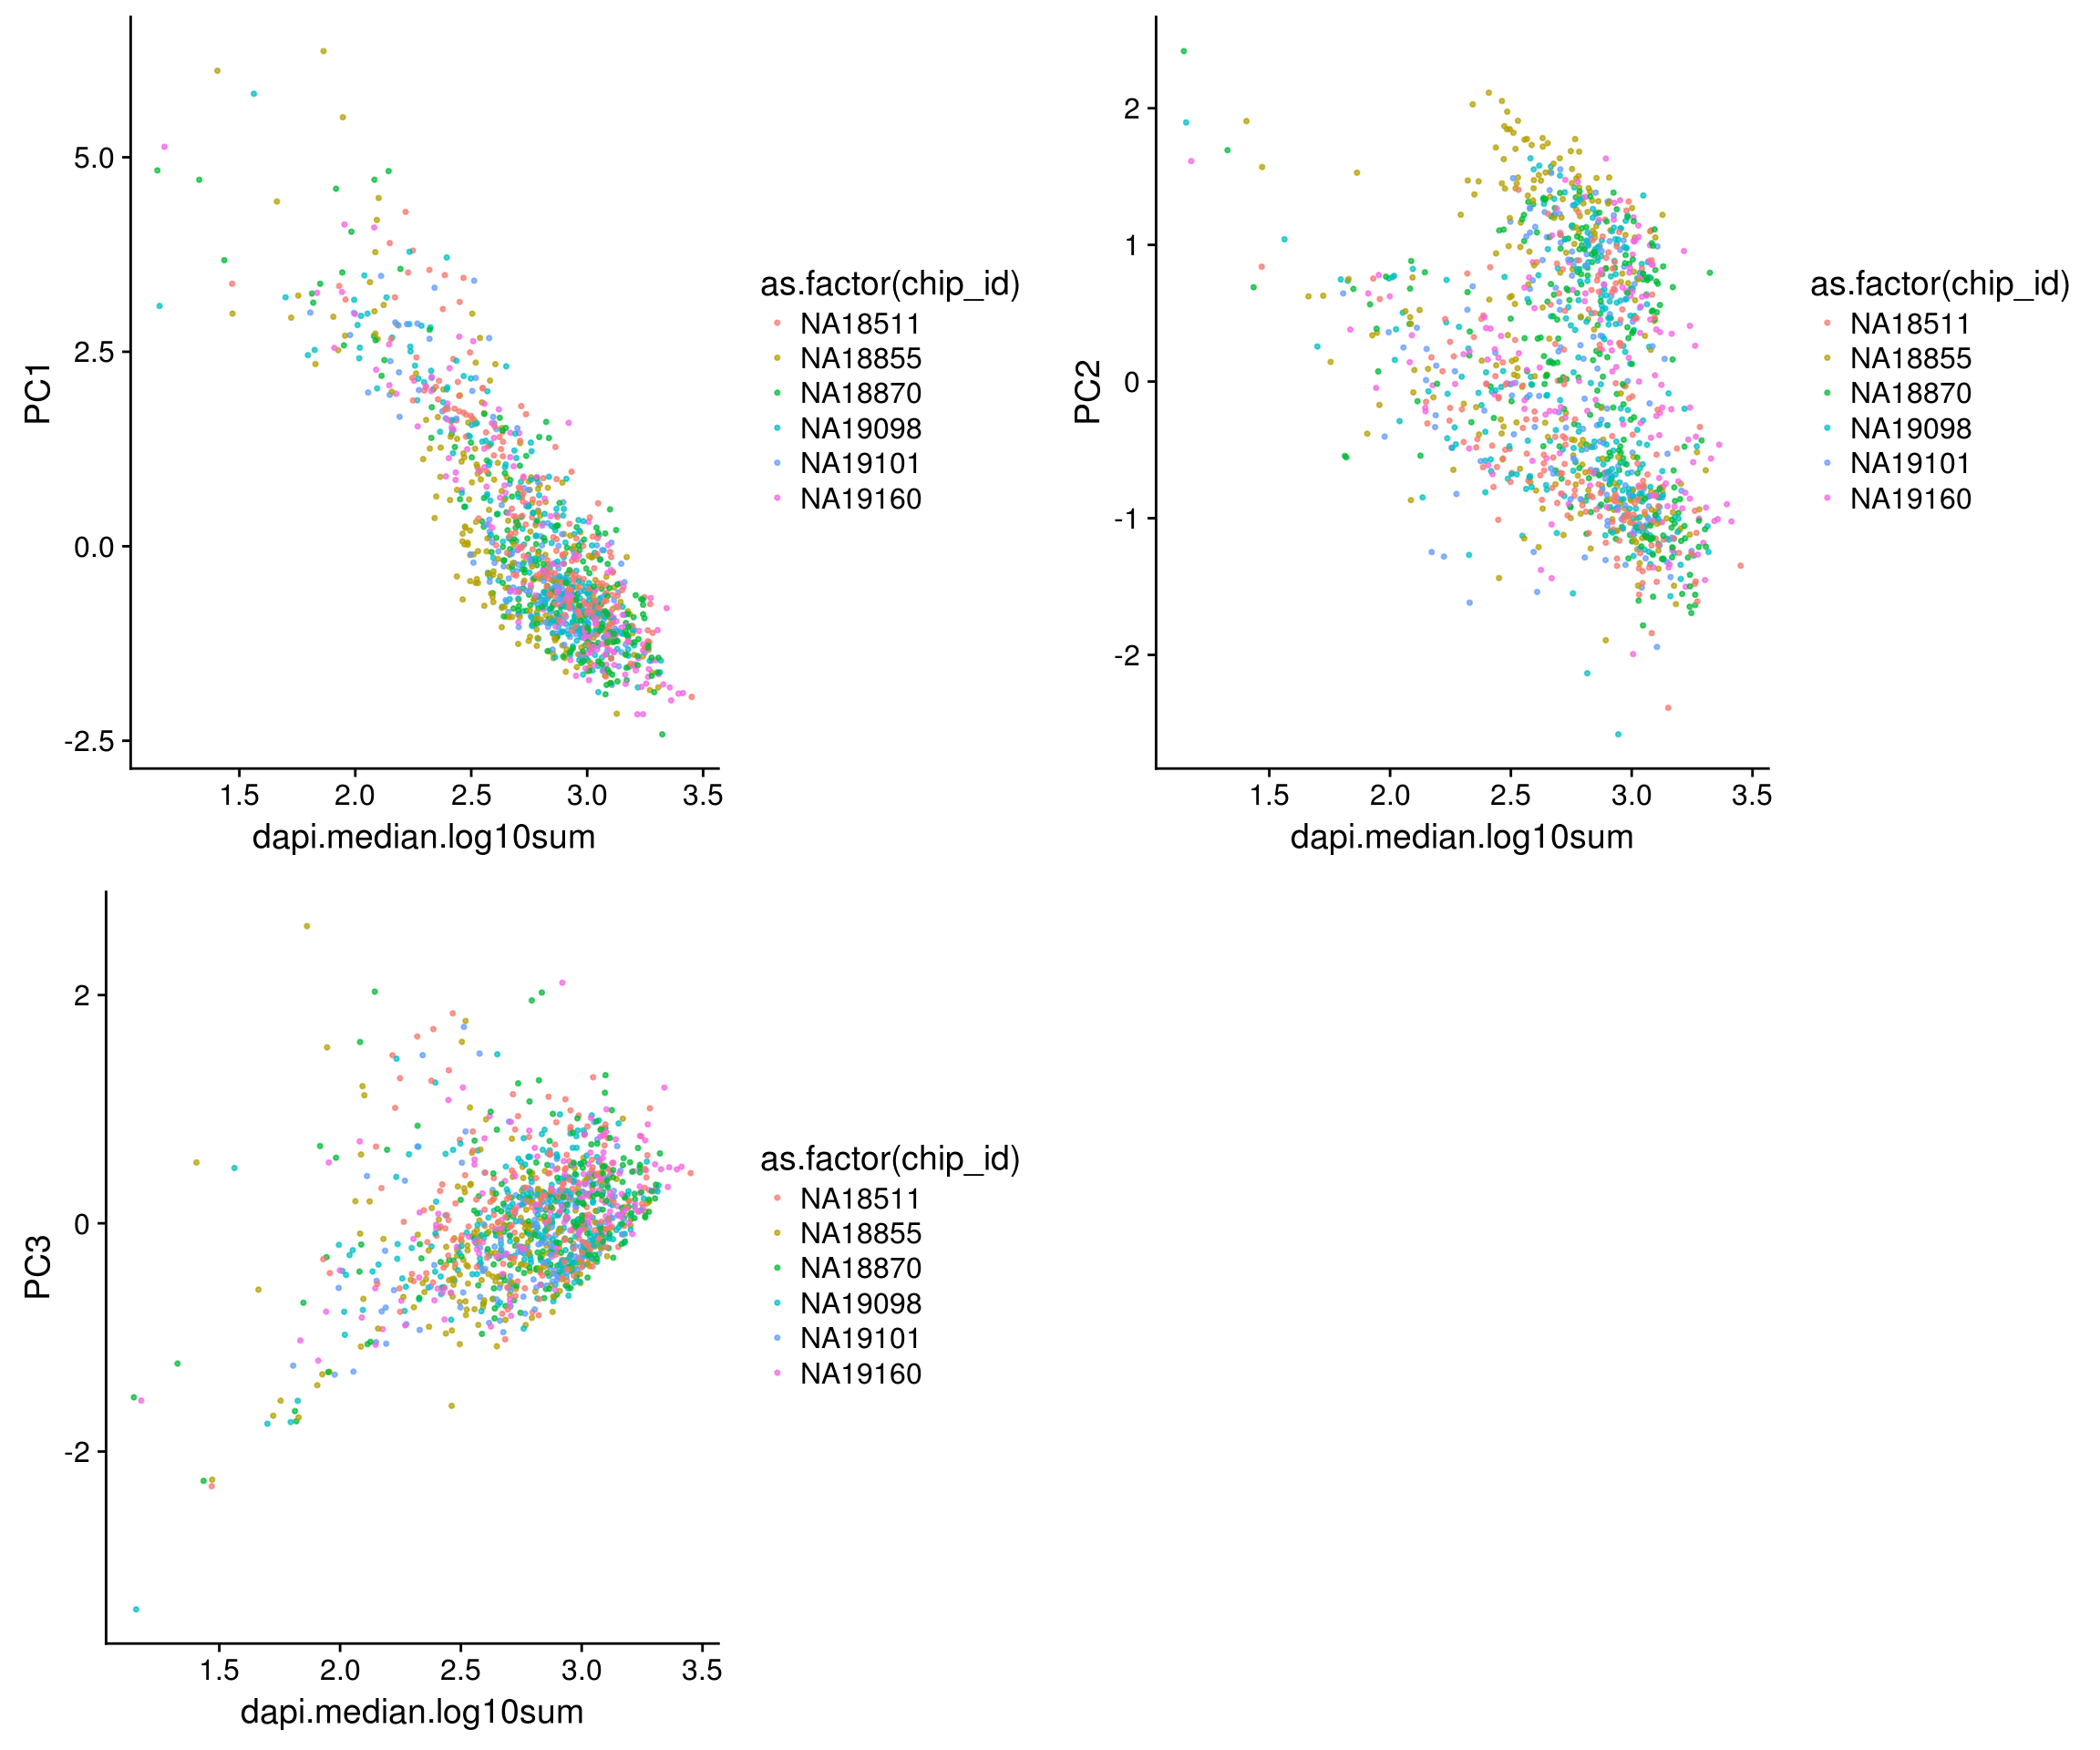 PC1
5.0
2.5
0.0
-2.5
1.5 2.0 2.5 3.0 3.5
dapi.median.log10sum
as.factor(chip_id)
NA18511
NA18855
NA18870
NA19098
NA19101
NA19160
PC2
2
1
0
-1
-2
1.5 2.0 2.5 3.0 3.5
dapi.median.log10sum
as.factor(chip_id)
NA18511
NA18855
NA18870
NA19098
NA19101
NA19160
PC3
2
0
-2
1.5 2.0 2.5 3.0 3.5
dapi.median.log10sum
as.factor(chip_id)
NA18511
NA18855
NA18870
NA19098
NA19101
NA19160